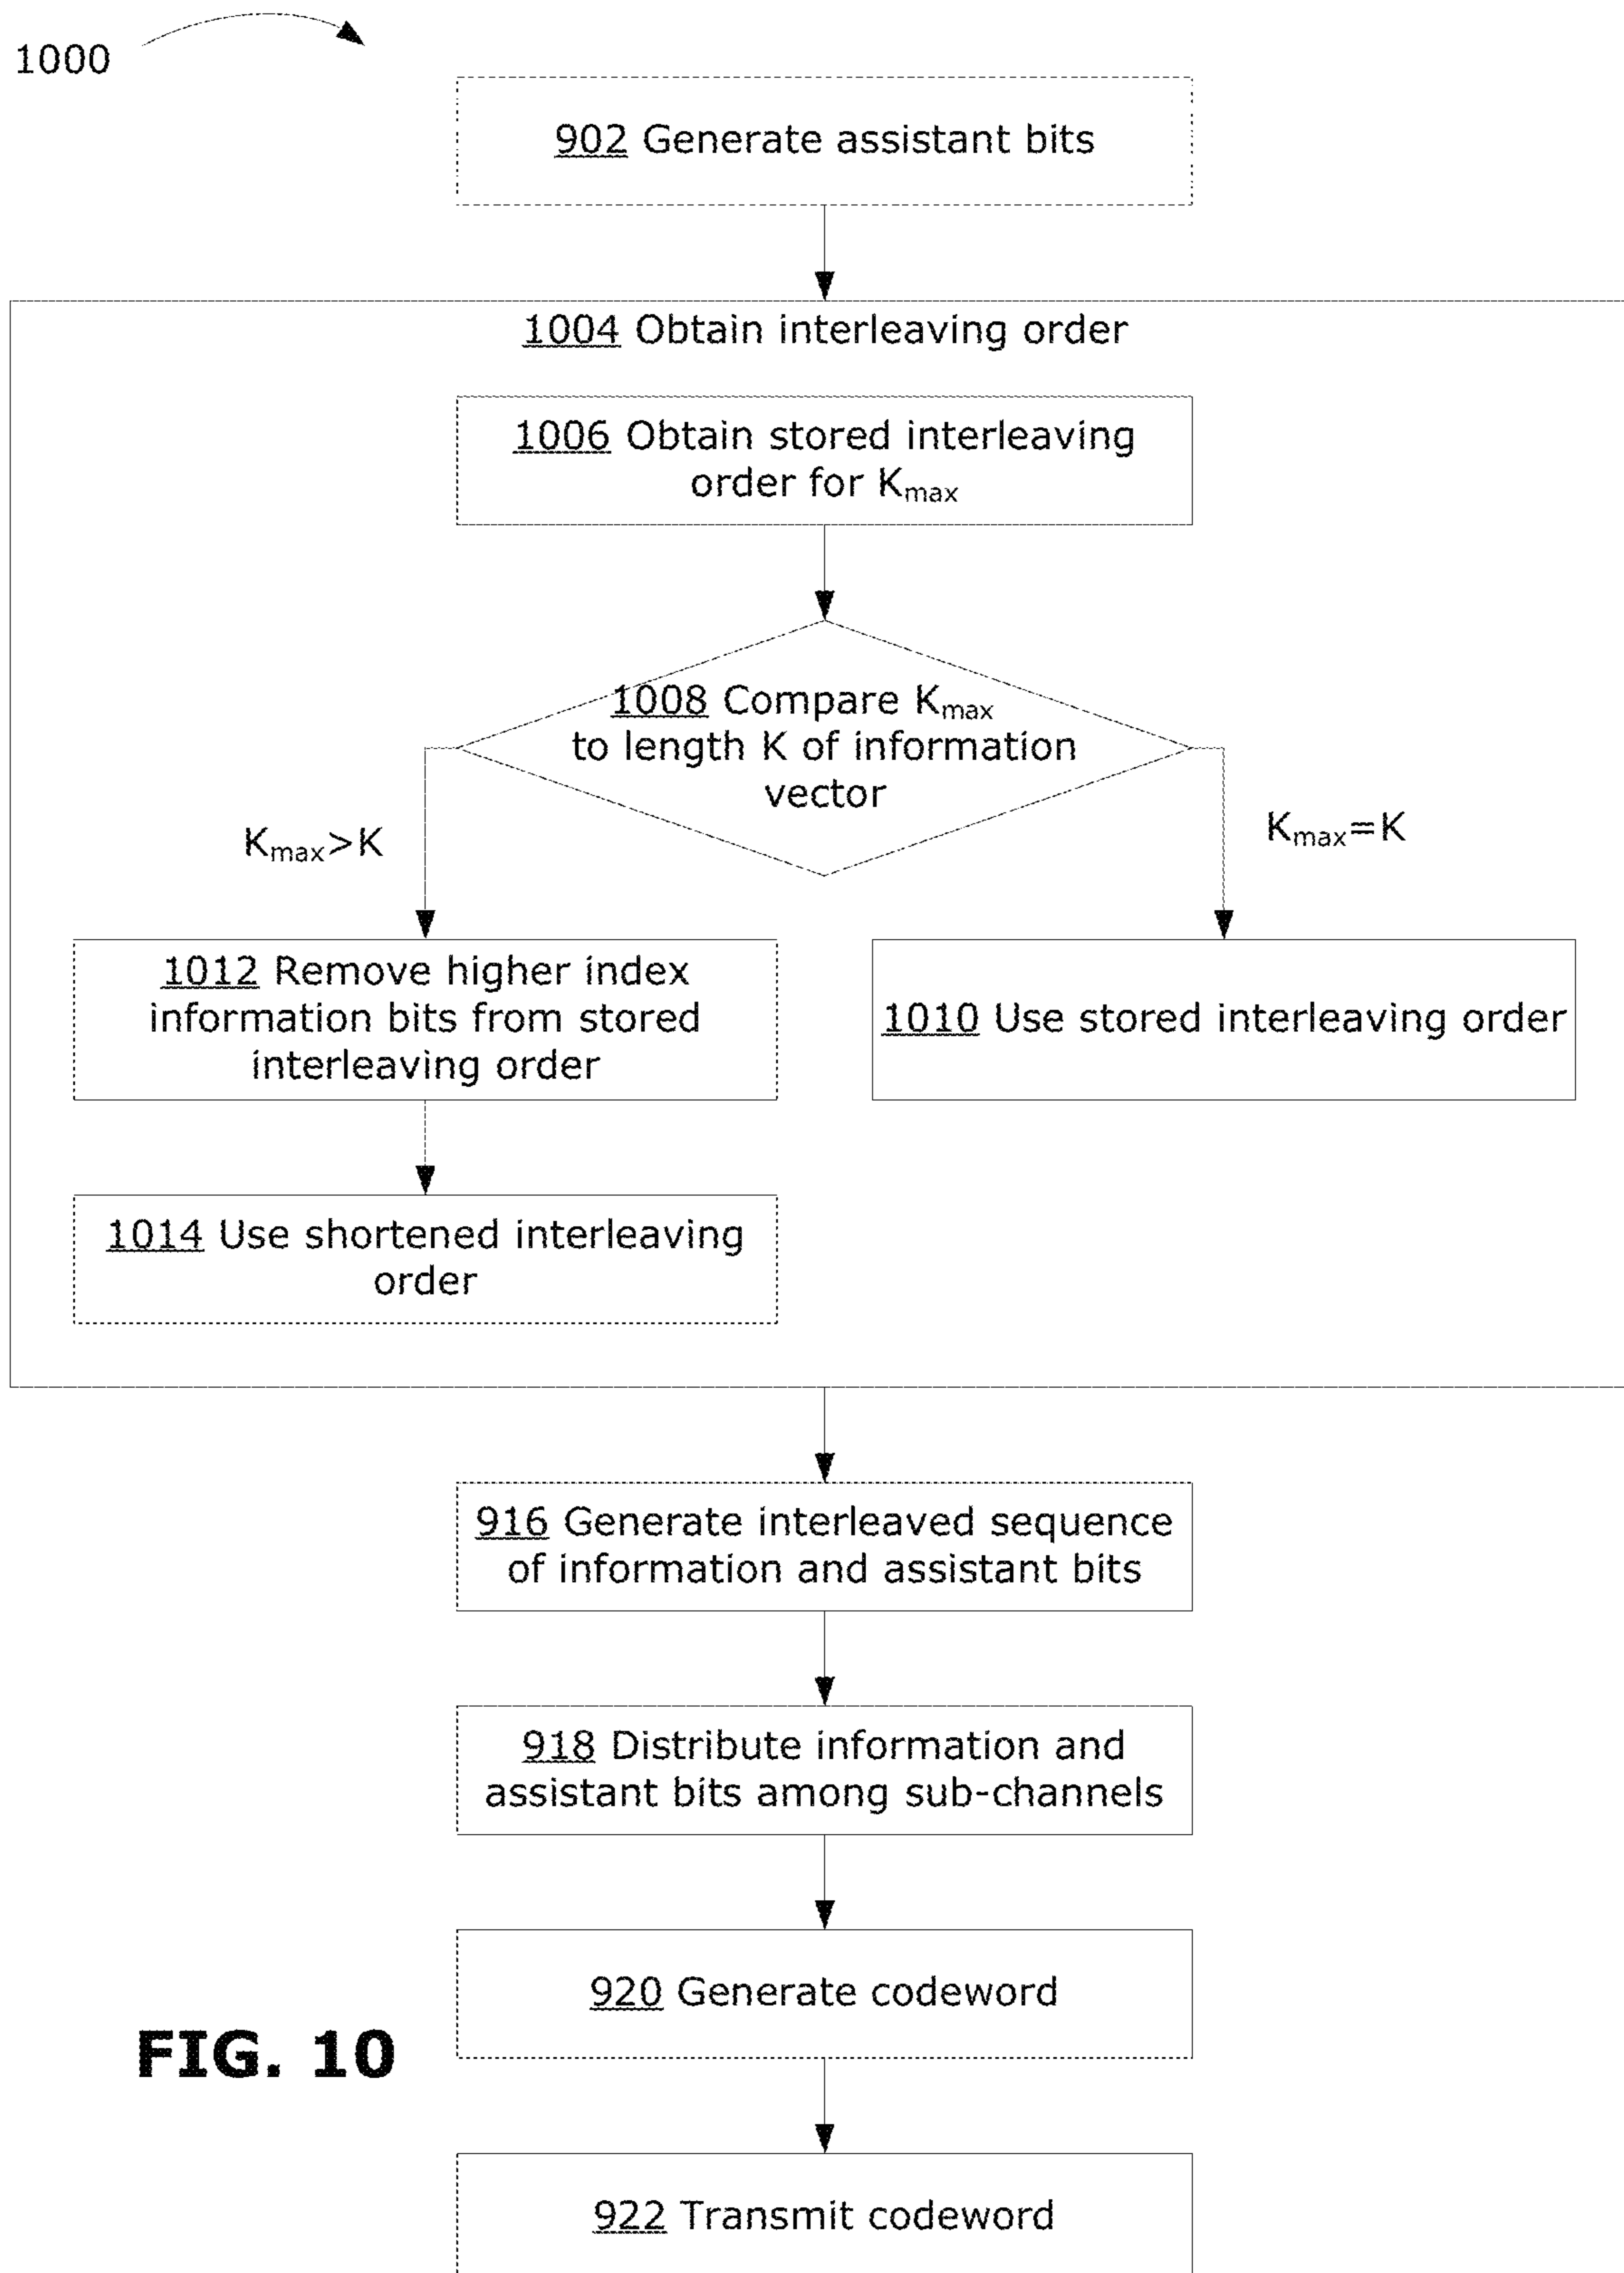 1000
902 Generate assistant bits
1004 Obtain interleaving order
1006 Obtain stored interleaving
order for Kmax
1008 Compare Kmax
to length K of information
vector
Kmax>K
Kmax=K
1012 Remove higher index
information bits from stored
interleaving order
1010 Use stored interleaving order
1014 Use shortened interleaving
order
916 Generate interleaved sequence
of information and assistant bits
918 Distribute information and
assistant bits among sub-channels
920 Generate codeword
FIG. 10
922 Transmit codeword